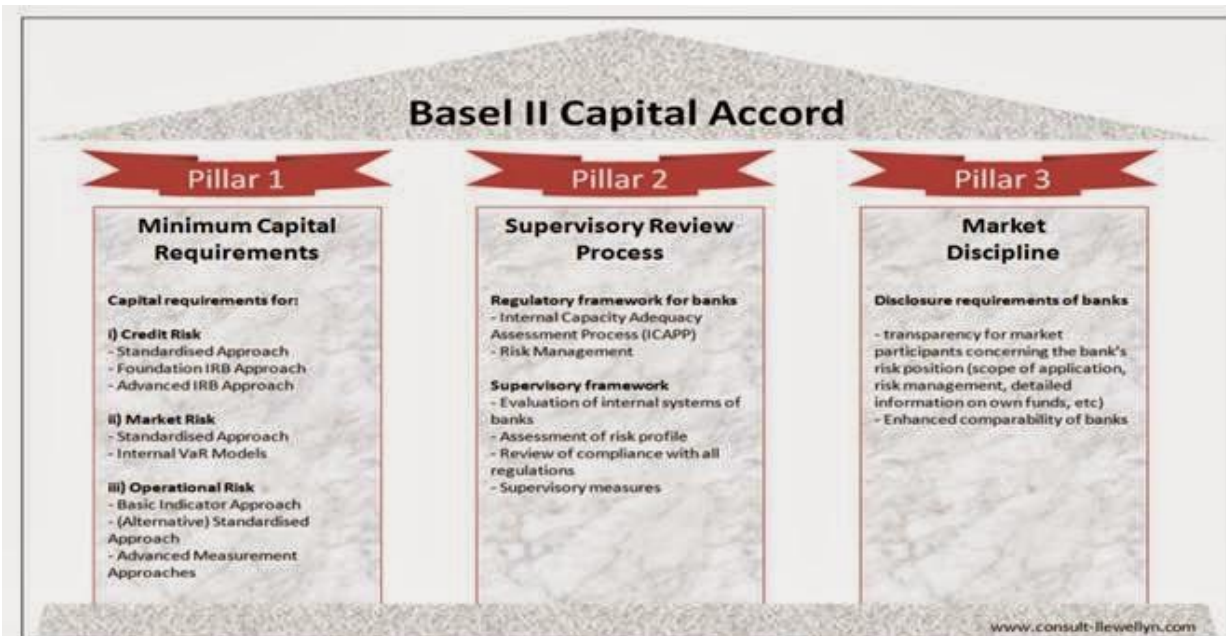 Basel II Capital Accord
Pillar 1
Minimum Capital
Requirements
Capital requirements for:
i) Credit Risk
- Standardised Approach
- Foundation IRB Approach
- Advanced IRB Approach
ii) Market Risk
- Standardised Approach
- Internal VaR Models
iii) Operational Risk
- Basic Indicator Approach
- (Alternative) Standardised
Approach
- Advanced Measurement
Approaches
Pillar 2
Supervisory Review
Process
Regulatory framework for banks
- Internal Capacity Adequacy
Assessment Process (ICAPP)
- Risk Management
Supervisory framework
- Evaluation of internal systems of
banks
- Assessment of risk profile
- Review of compliance with all
regulations
- Supervisory measures
Pillar 3
Market
Discipline
Disclosure requirements of banks
- transparency for market
participants concerning the bank's
risk position (scope of application,
risk management, detailed
information on own funds, etc)
- Enhanced comparability of banks
www.consult-llewellyn.com